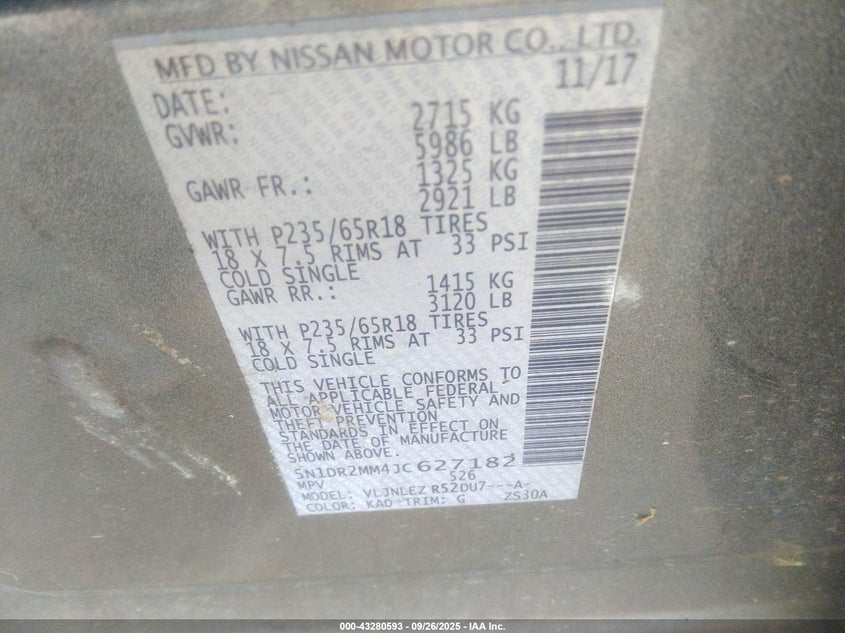 MFD BY NISSAN MOTOR CO., LTD.
DATE: 11/17
GVWR: 2715 KG
5986 LB
GAWR FR.: 1325 KG
2921 LB
WITH P235/65R18 TIRES
18 X 7.5 RIMS AT 33 PSI
COLD SINGLE
GAWR RR.: 1415 KG
3120 LB
WITH P235/65R18 TIRES
18 X 7.5 RIMS AT 33 PSI
COLD SINGLE
THIS VEHICLE CONFORMS TO
ALL APPLICABLE FEDERAL
MOTOR VEHICLE SAFETY AND
THEFT PREVENTION
STANDARDS IN EFFECT ON
THE DATE OF MANUFACTURE
SHOWN ABOVE.
5N1DR2MM4JC627182
MPV 526
MODEL: VLJNLEZ R52DU7---A-
COLOR: KAD TRIM: G ZS30A
000-43280593 - 09/26/2025 - IAA Inc.